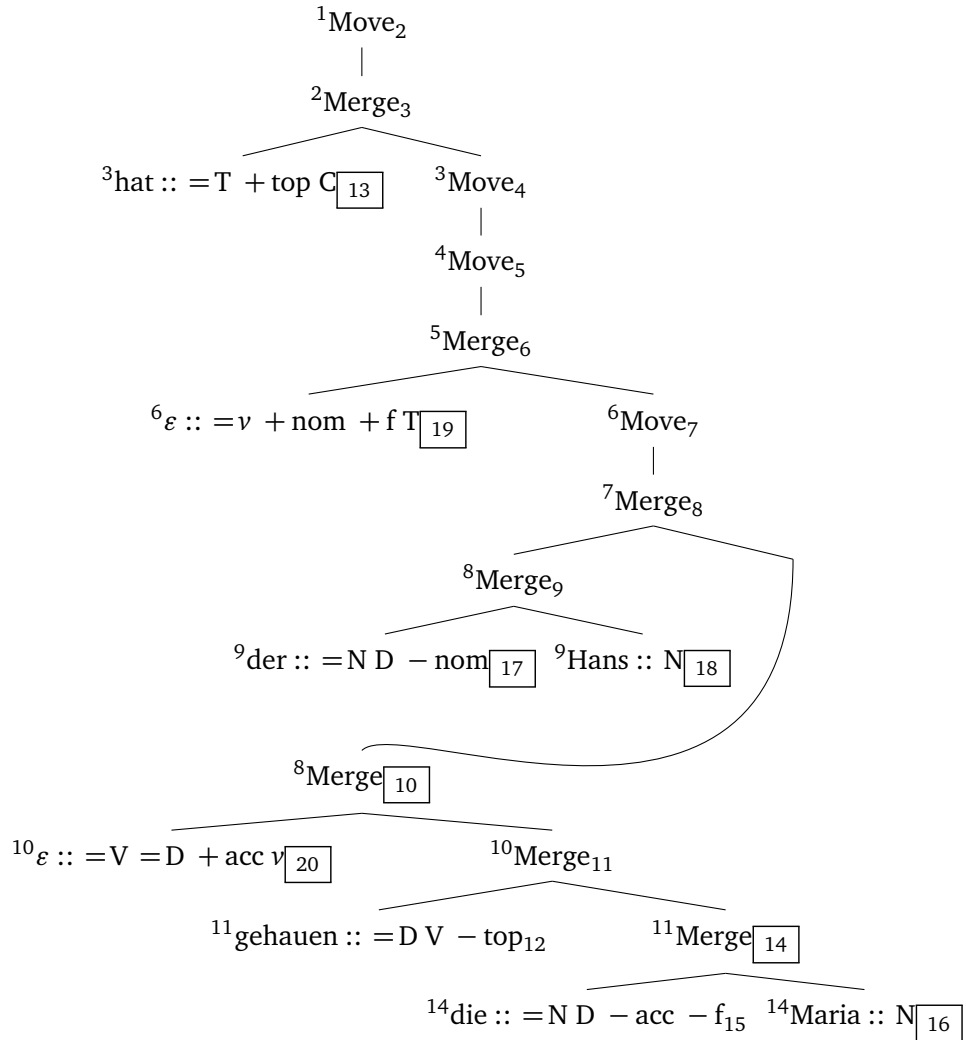 ¹Move₂
²Merge₃
³hat :: =T +top C 13 ³Move₄
⁴Move₅
⁵Merge₆
⁶ε :: =v +nom +f T 19 ⁶Move₇
⁷Merge₈
⁸Merge₉
⁹der :: =N D −nom 17 ⁹Hans :: N 18
⁸Merge 10
¹⁰ε :: =V =D +acc v 20 ¹⁰Merge₁₁
¹¹gehauen :: =D V −top₁₂ ¹¹Merge 14
¹⁴die :: =N D −acc −f₁₅ ¹⁴Maria :: N 16